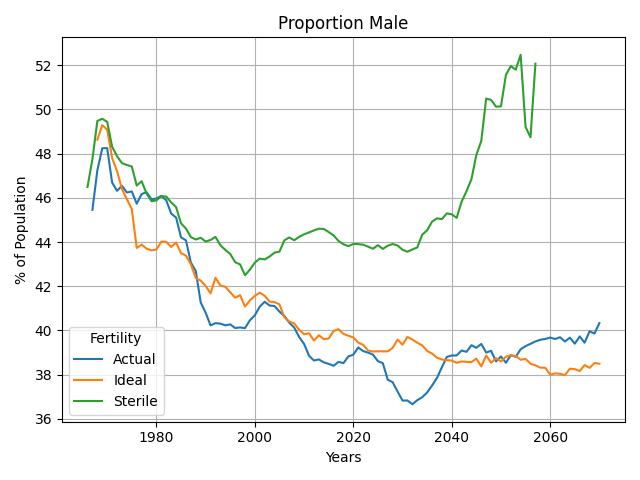 Proportion Male
% of Population
52
50
48
46
44
42
40
38
36
Fertility
Actual
Ideal
Sterile
1980
2000
2020
2040
2060
Years